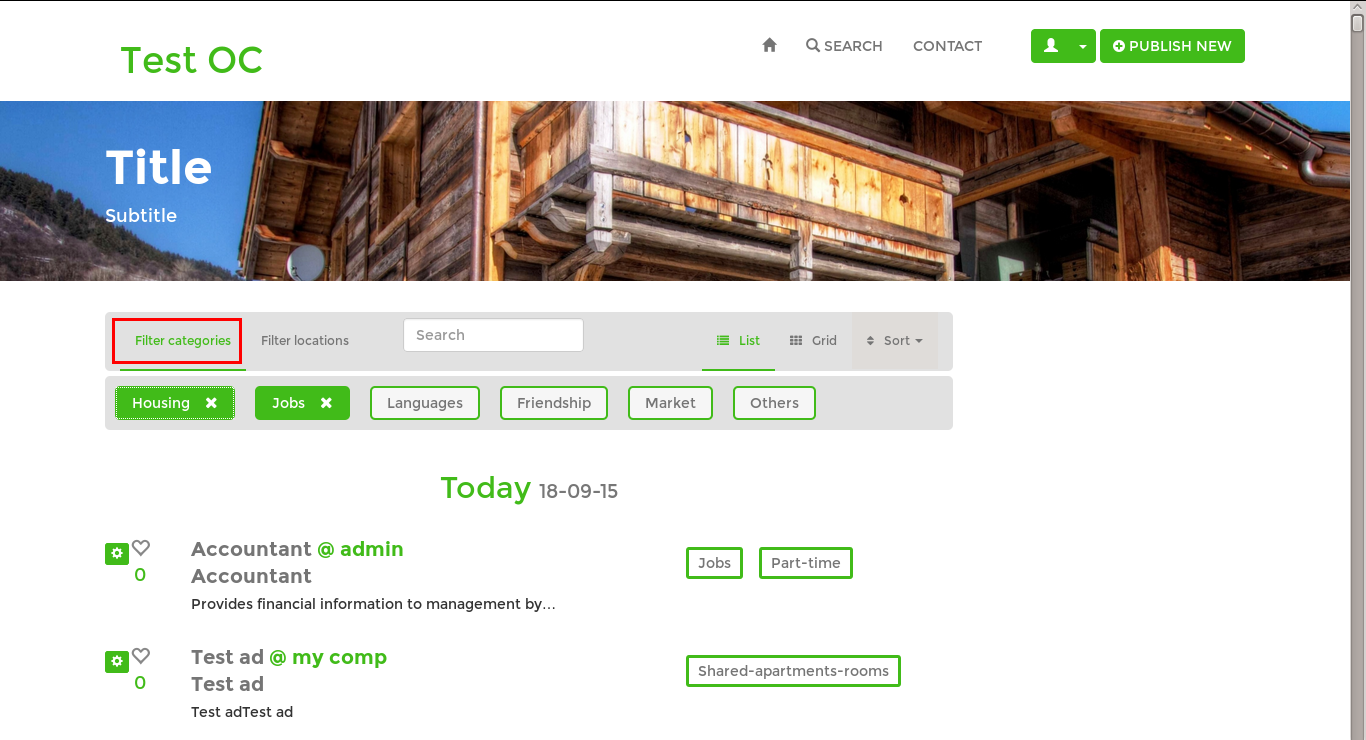 Test OC
SEARCH
CONTACT
PUBLISH NEW
Title
Subtitle
Filter categories
Filter locations
Search
List
Grid
Sort
Housing
Jobs
Languages
Friendship
Market
Others
Today 18-09-15
Accountant @ admin
Accountant
Provides financial information to management by...
0
Jobs
Part-time
Test ad @ my comp
Test ad
Test adTest ad
0
Shared-apartments-rooms